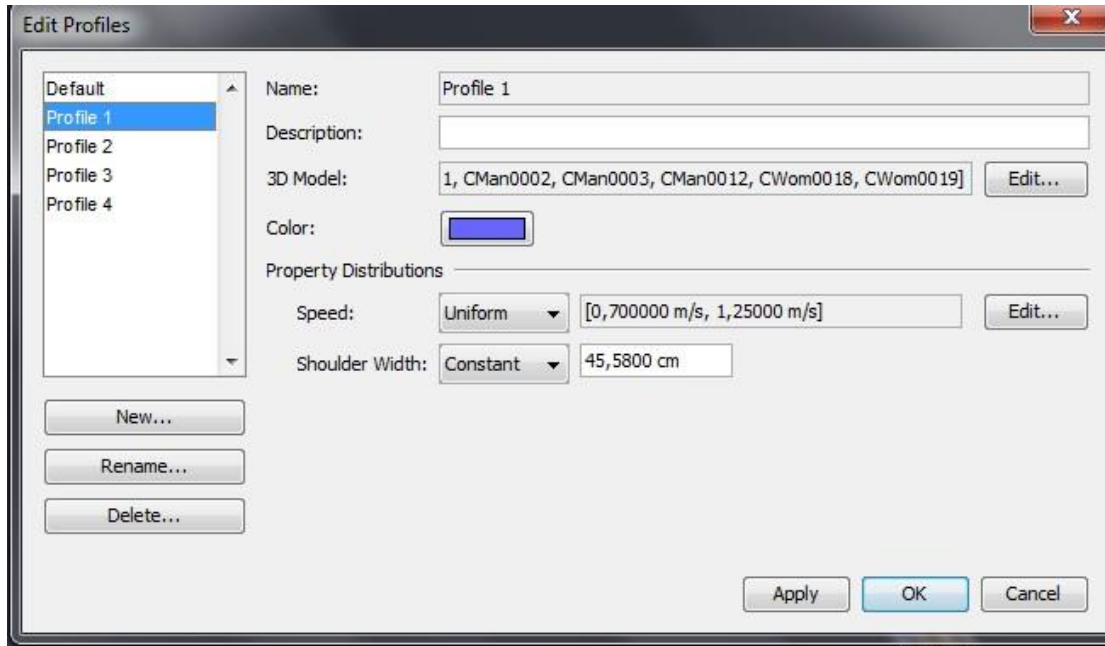 Edit Profiles
Default
Profile 1
Profile 2
Profile 3
Profile 4
New...
Rename...
Delete...
Name: Profile 1
Description:
3D Model: 1, CMan0002, CMan0003, CMan0012, CWom0018, CWom0019] Edit...
Color:
Property Distributions
Speed: Uniform [0,700000 m/s, 1,25000 m/s] Edit...
Shoulder Width: Constant 45,5800 cm
Apply OK Cancel